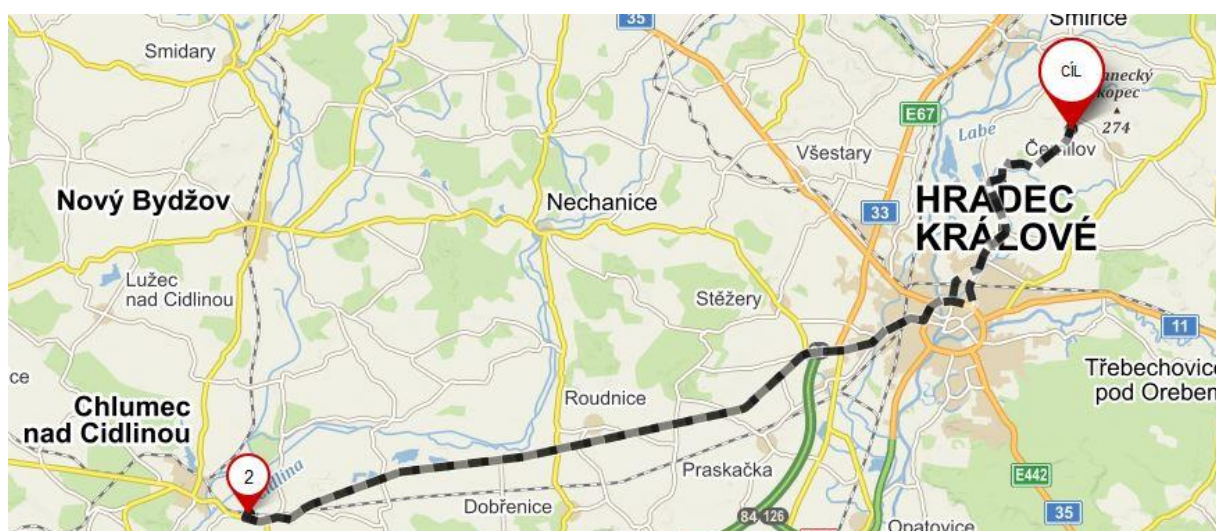 35
Smiřice
Smidary
CÍL
E67
Labe
274
Všestary
Nový Bydžov
Nechanice
33
HRADEC
KRÁLOVÉ
Lužec
nad Cidlinou
Stěžery
11
Třebechovice
pod Orebem
Chlumec
nad Cidlinou
Roudnice
2
Praskačka
E442
Dobřenice
84
126
35
Opatovice